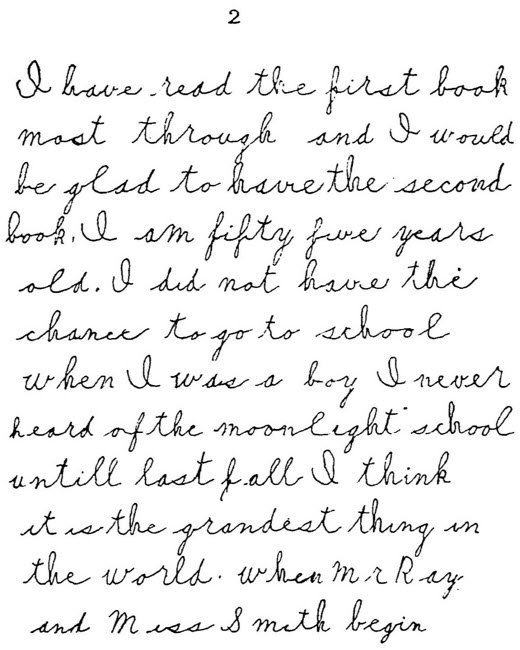 2
I have read the first book
most through and I would
be glad to have the second
book. I am fifty five years
old. I did not have the
chance to go to school
when I was a boy I never
heard of the moonlight school
untill last fall I think
it is the grandest thing in
the world. when Mr Ray
and Miss Smith begin